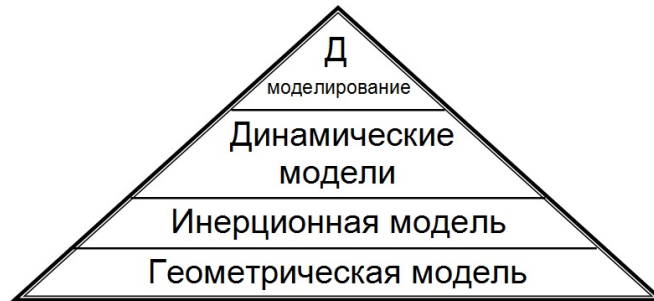 Д
моделирование
Динамические
модели
Инерционная модель
Геометрическая модель